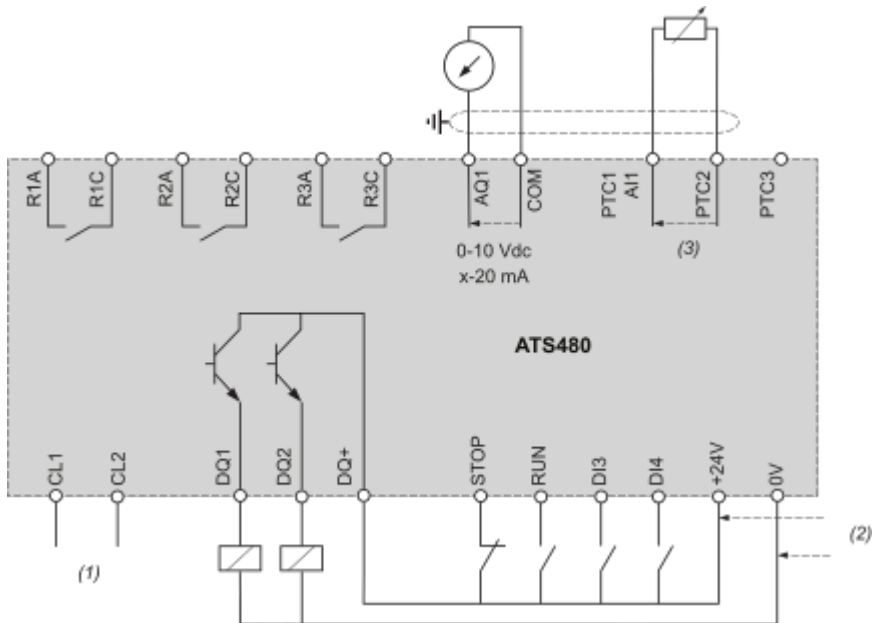 R1A
R1C
R2A
R2C
R3A
R3C
AQ1
COM
PTC1
AI1
PTC2
PTC3
0-10 Vdc
x-20 mA
(3)
ATS480
CL1
CL2
DQ1
DQ2
DQ+
STOP
RUN
DI3
DI4
+24V
0V
(1)
(2)